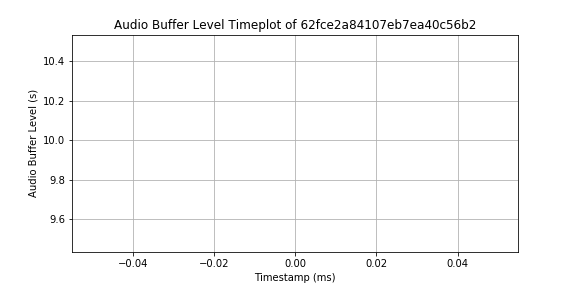 Audio Buffer Level Timeplot of 62fce2a84107eb7ea40c56b2
Audio Buffer Level (s)
10.4
10.2
10.0
9.8
9.6
−0.04 −0.02 0.00 0.02 0.04
Timestamp (ms)